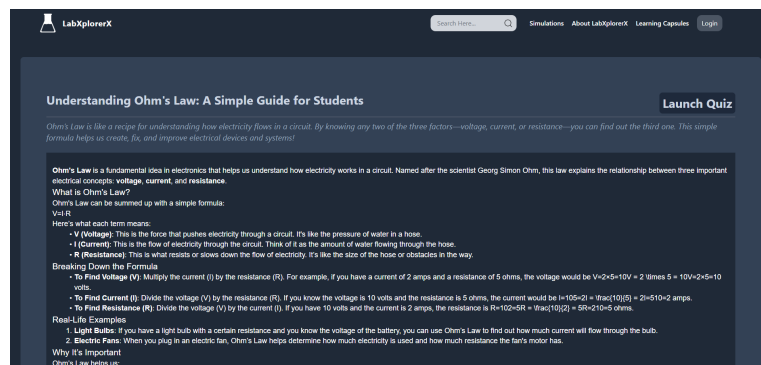 LabXplorerX
Search Here...
Simulations
About LabXplorerX
Learning Capsules
Login
Understanding Ohm's Law: A Simple Guide for Students
Launch Quiz
Ohm's Law is like a recipe for understanding how electricity flows in a circuit. By knowing any two of the three factors—voltage, current, or resistance—you can find out the third one. This simple
formula helps us create, fix, and improve electrical devices and systems!
Ohm's Law is a fundamental idea in electronics that helps us understand how electricity works in a circuit. Named after the scientist Georg Simon Ohm, this law explains the relationship between three important
electrical concepts: voltage, current, and resistance.
What is Ohm's Law?
Ohm's Law can be summed up with a simple formula:
V=I·R
Here's what each term means:
• V (Voltage): This is the force that pushes electricity through a circuit. It's like the pressure of water in a hose.
• I (Current): This is the flow of electricity through the circuit. Think of it as the amount of water flowing through the hose.
• R (Resistance): This is what resists or slows down the flow of electricity. It's like the size of the hose or obstacles in the way.
Breaking Down the Formula
• To Find Voltage (V): Multiply the current (I) by the resistance (R). For example, if you have a current of 2 amps and a resistance of 5 ohms, the voltage would be V=2×5=10V = 2 \times 5 = 10V=2×5=10
volts.
• To Find Current (I): Divide the voltage (V) by the resistance (R). If you know the voltage is 10 volts and the resistance is 5 ohms, the current would be I=105=2I = \frac{10}{5} = 2I=510=2 amps.
• To Find Resistance (R): Divide the voltage (V) by the current (I). If you have 10 volts and the current is 2 amps, the resistance is R=102=5R = \frac{10}{2} = 5R=210=5 ohms.
Real-Life Examples
1. Light Bulbs: If you have a light bulb with a certain resistance and you know the voltage of the battery, you can use Ohm's Law to find out how much current will flow through the bulb.
2. Electric Fans: When you plug in an electric fan, Ohm's Law helps determine how much electricity is used and how much resistance the fan's motor has.
Why It's Important
Ohm's Law helps us: